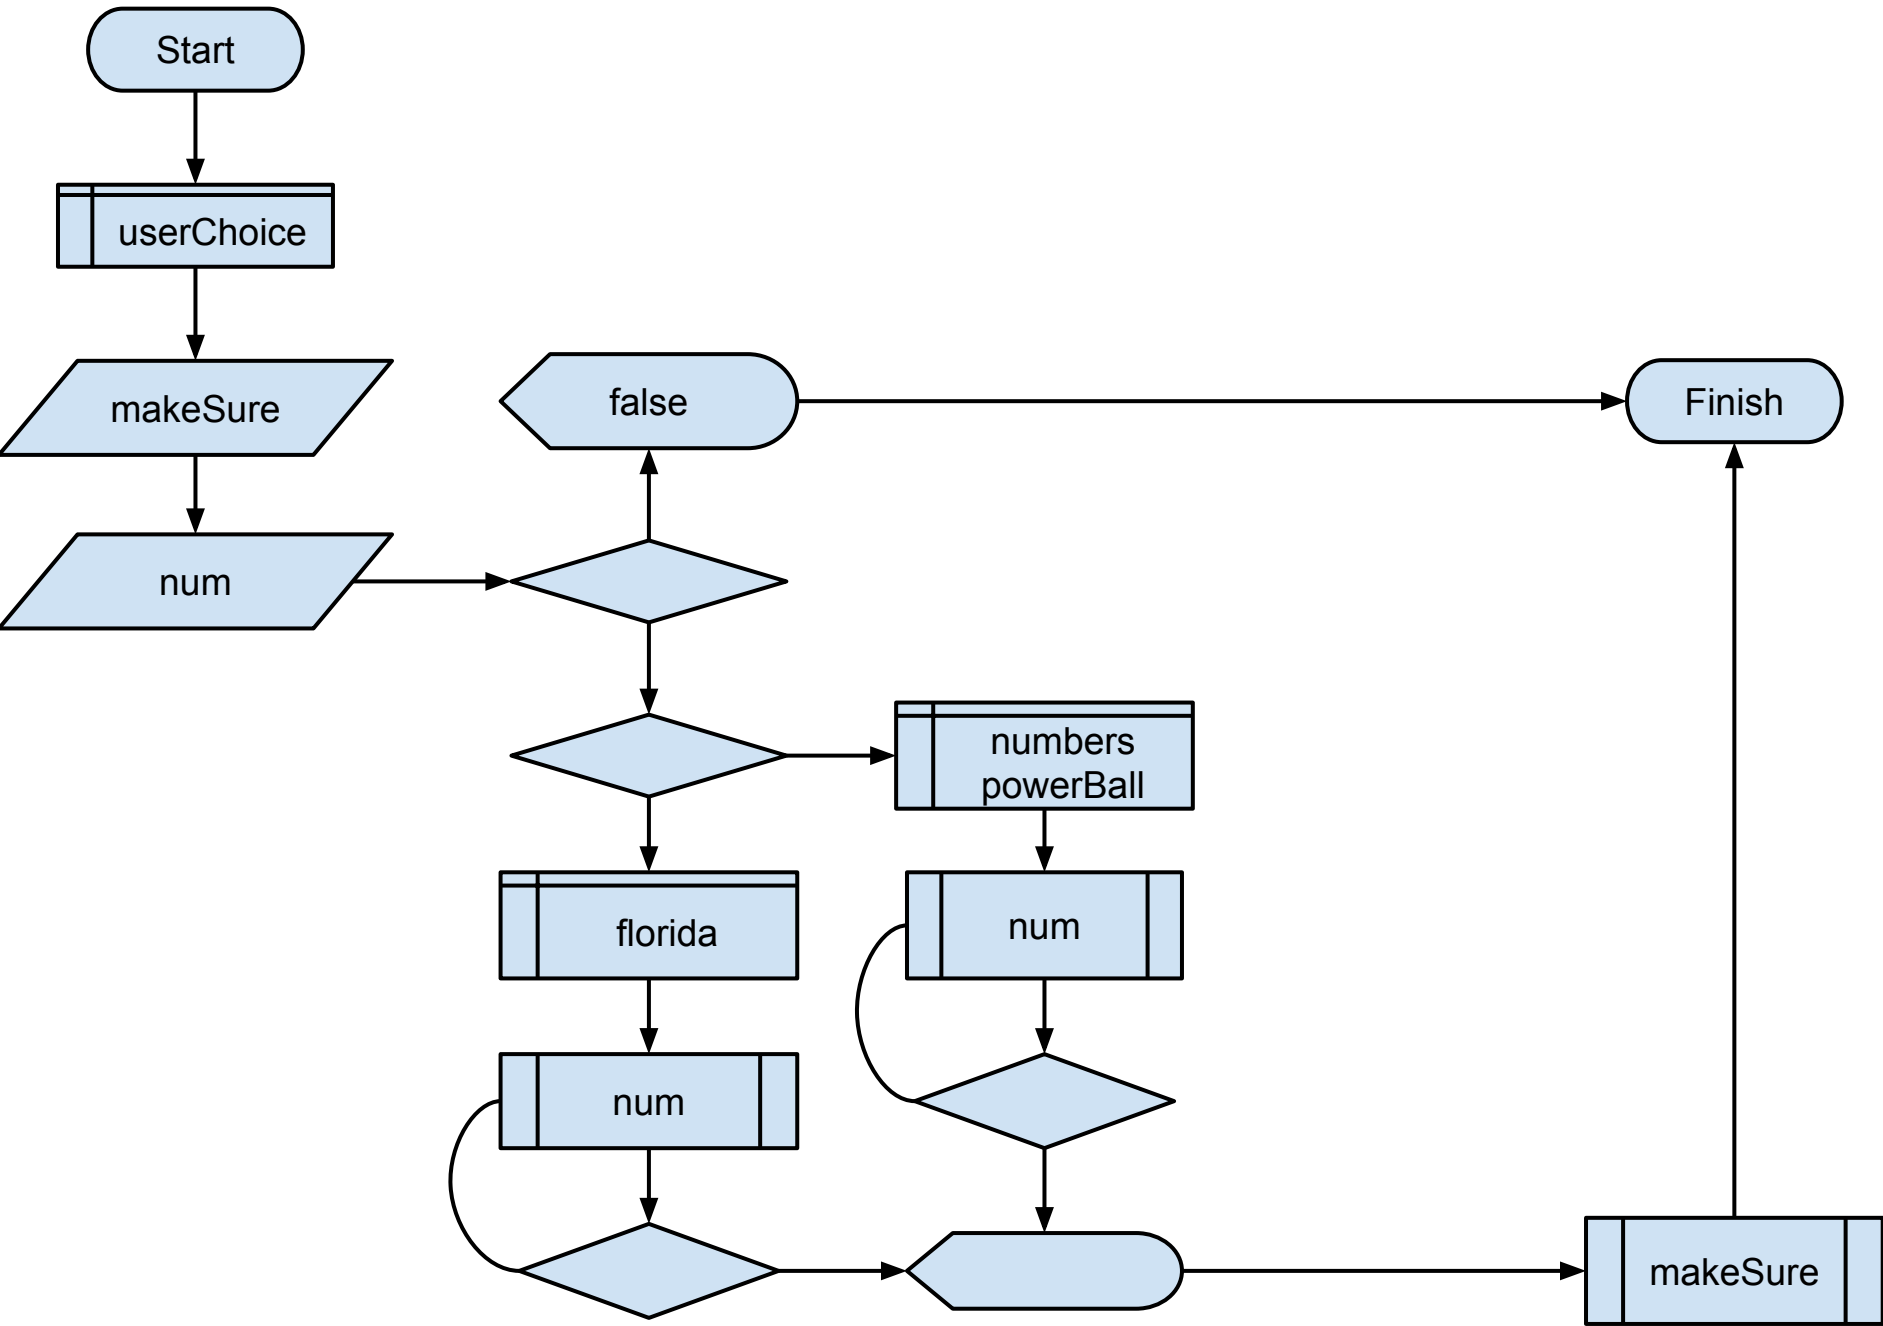 Start
userChoice
makeSure
false
Finish
num
numbers
powerBall
florida
num
num
makeSure